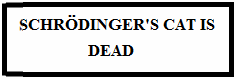 SCHRÖDINGER'S CAT IS
DEAD